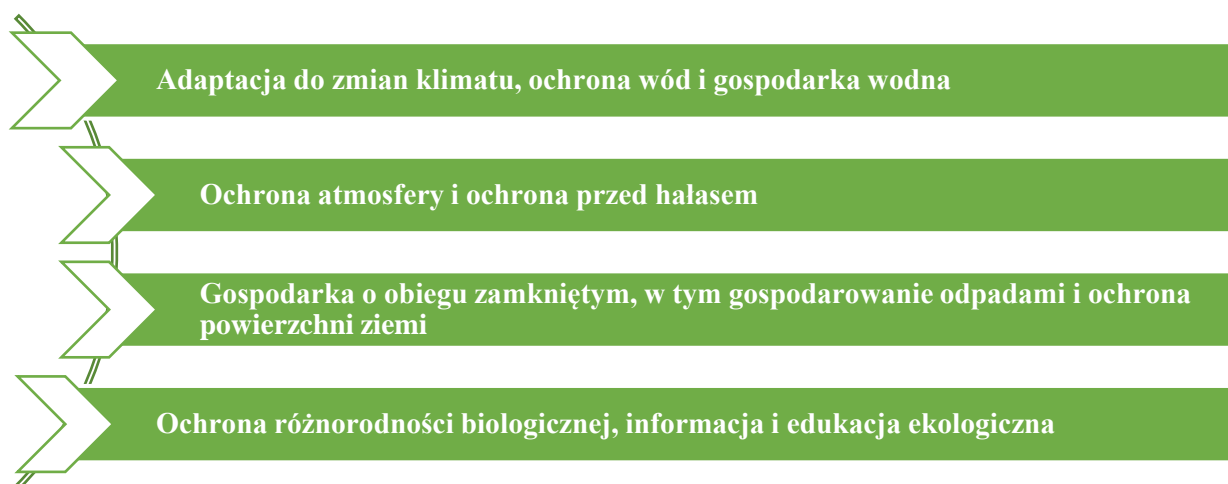 Adaptacja do zmian klimatu, ochrona wód i gospodarka wodna
Ochrona atmosfery i ochrona przed hałasem
Gospodarka o obiegu zamkniętym, w tym gospodarowanie odpadami i ochrona
powierzchni ziemi
Ochrona różnorodności biologicznej, informacja i edukacja ekologiczna